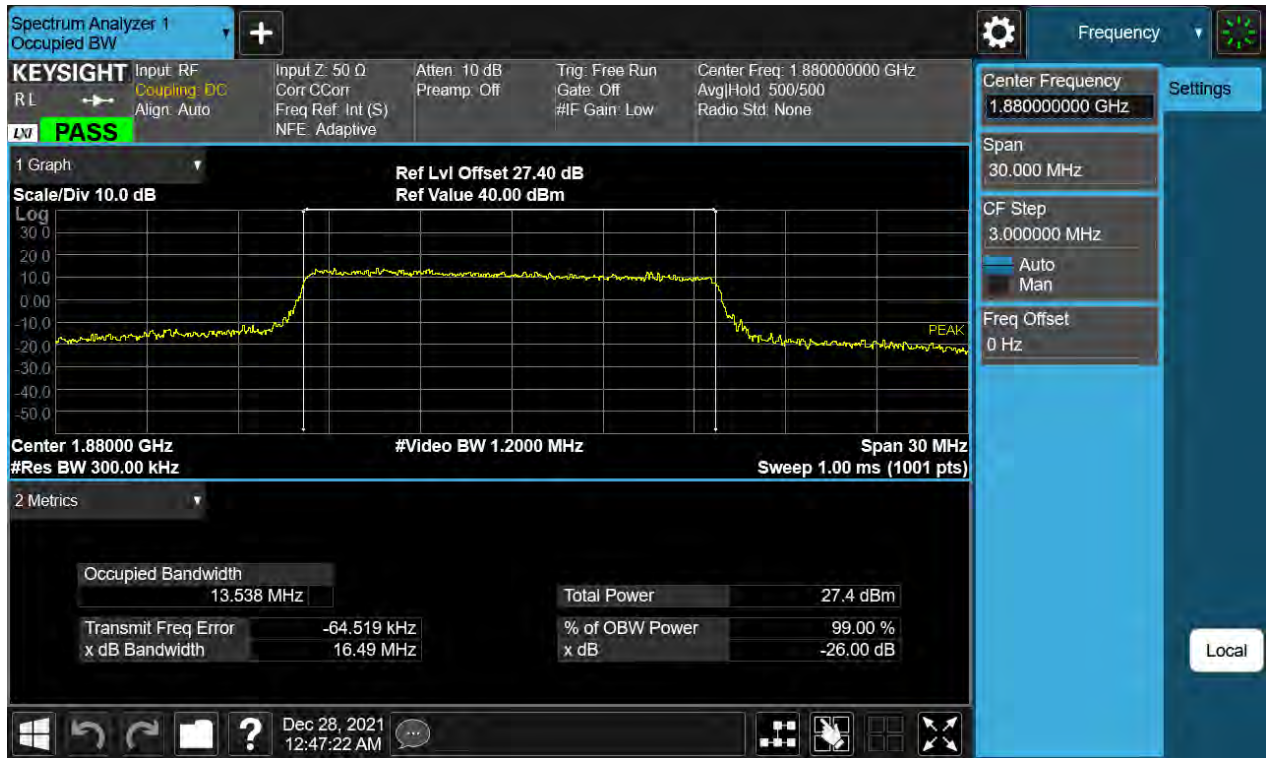 Spectrum Analyzer 1
Occupied BW
Frequency
KEYSIGHT
RL
LXI
PASS
Input: RF
Coupling: DC
Align: Auto
Input Z: 50 Ω
Corr CCorr
Freq Ref: Int (S)
NFE: Adaptive
Atten: 10 dB
Preamp: Off
Trig: Free Run
Gate: Off
#IF Gain: Low
Center Freq: 1.880000000 GHz
Avg|Hold: 500/500
Radio Std: None
Center Frequency
1.880000000 GHz
Settings
Span
30.000 MHz
CF Step
3.000000 MHz
Auto
Man
Freq Offset
0 Hz
Local
1 Graph
Ref Lvl Offset 27.40 dB
Scale/Div 10.0 dB
Ref Value 40.00 dBm
Log
30.0
20.0
10.0
0.00
-10.0
-20.0
-30.0
-40.0
-50.0
PEAK
Center 1.88000 GHz
#Video BW 1.2000 MHz
Span 30 MHz
#Res BW 300.00 kHz
Sweep 1.00 ms (1001 pts)
2 Metrics
Occupied Bandwidth
13.538 MHz
Total Power 27.4 dBm
Transmit Freq Error -64.519 kHz
% of OBW Power 99.00 %
x dB Bandwidth 16.49 MHz
x dB -26.00 dB
?
Dec 28, 2021
12:47:22 AM